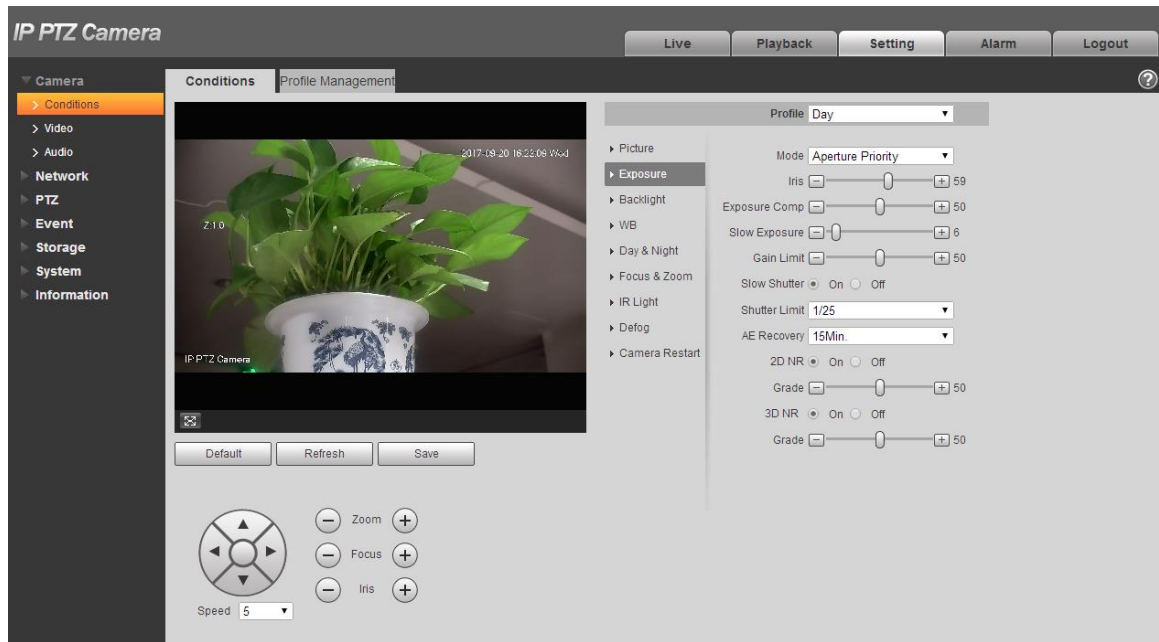 IP PTZ Camera
Live Playback Setting Alarm Logout
Camera
Conditions
Video
Audio
Network
PTZ
Event
Storage
System
Information
Conditions Profile Management
?
2017-09-20 16:22:09 Wed
Z:1.0
IP PTZ Camera
Default Refresh Save
Zoom
Focus
Iris
Speed 5
Profile Day
Picture
Exposure
Backlight
WB
Day & Night
Focus & Zoom
IR Light
Defog
Camera Restart
Mode Aperture Priority
Iris 59
Exposure Comp 50
Slow Exposure 6
Gain Limit 50
Slow Shutter On Off
Shutter Limit 1/25
AE Recovery 15Min.
2D NR On Off
Grade 50
3D NR On Off
Grade 50